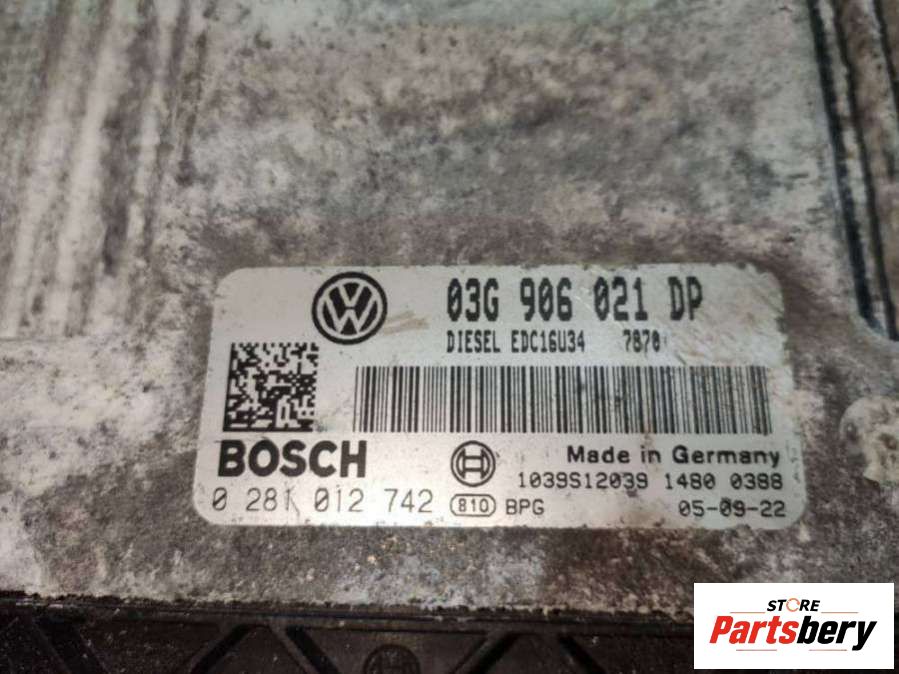 03G 906 021 DP
DIESEL EDC16U34 7870
BOSCH
Made in Germany
1039S12039 1480 0388
0 281 012 742 810 BPG 05-09-22
STORE
Partsbery